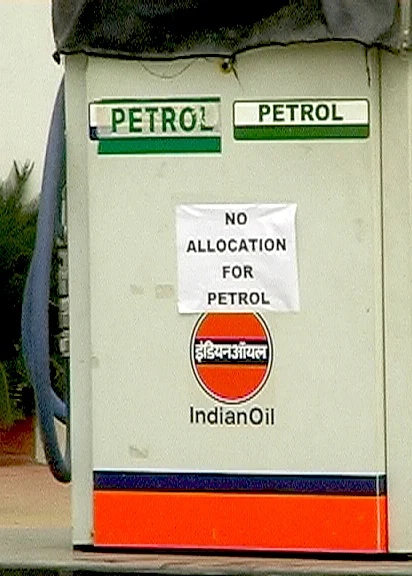 PETROL
PETROL
NO
ALLOCATION
FOR
PETROL
इंडियनऑयल
IndianOil